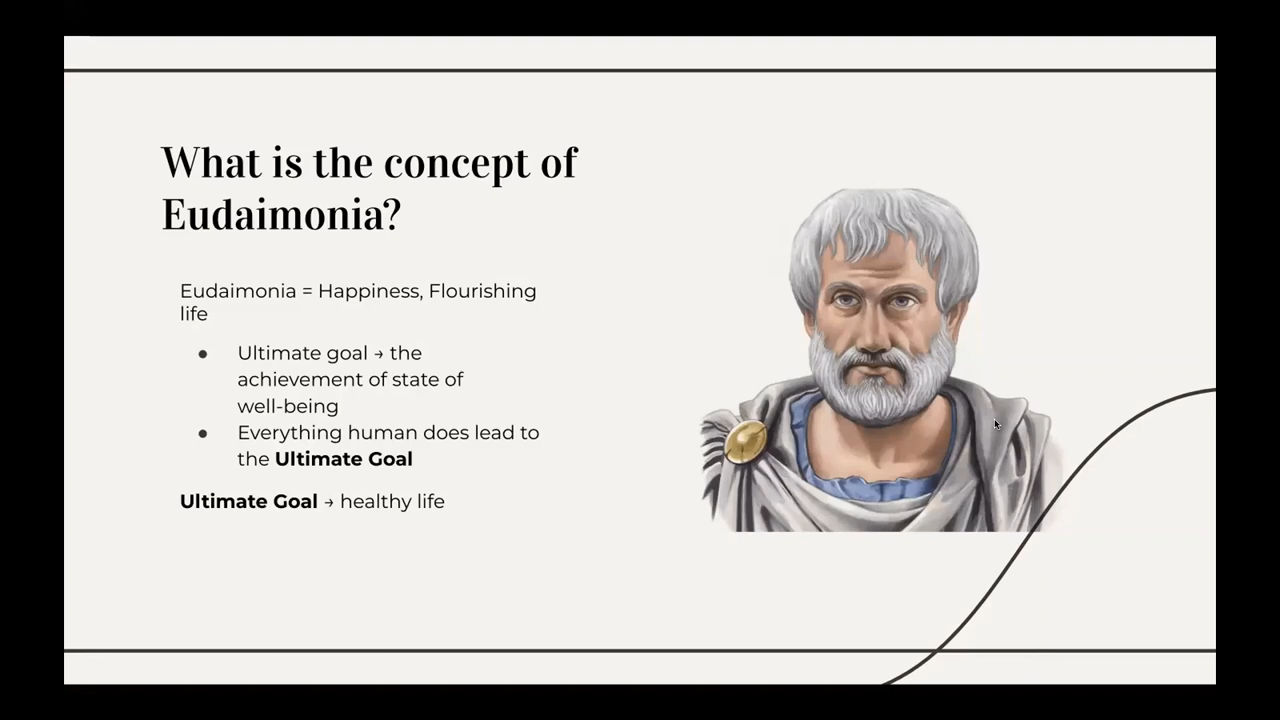 What is the concept of
Eudaimonia?
Eudaimonia = Happiness, Flourishing
life
● Ultimate goal → the
achievement of state of
well-being
● Everything human does lead to
the Ultimate Goal
Ultimate Goal → healthy life